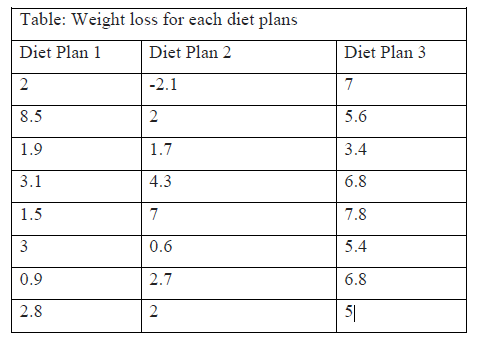 Table: Weight loss for each diet plans
Diet Plan 1 Diet Plan 2 Diet Plan 3
2 -2.1 7
8.5 2 5.6
1.9 1.7 3.4
3.1 4.3 6.8
1.5 7 7.8
3 0.6 5.4
0.9 2.7 6.8
2.8 2 5